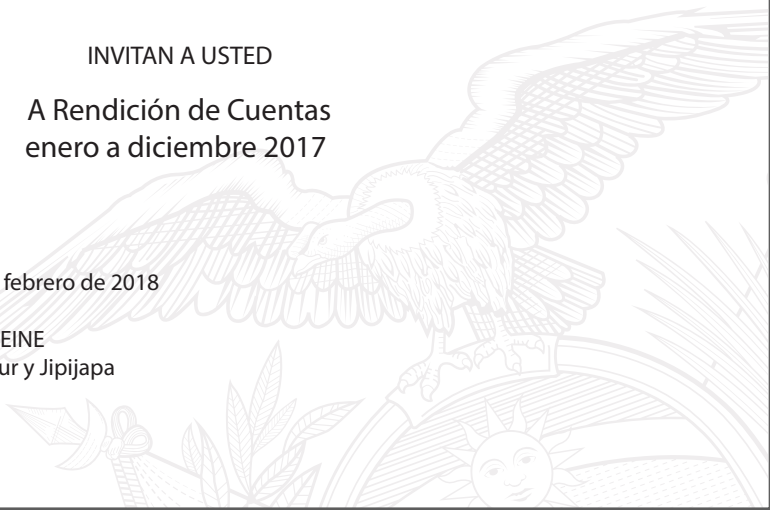 INVITAN A USTED
A Rendición de Cuentas
enero a diciembre 2017
febrero de 2018
EINE
ur y Jipijapa